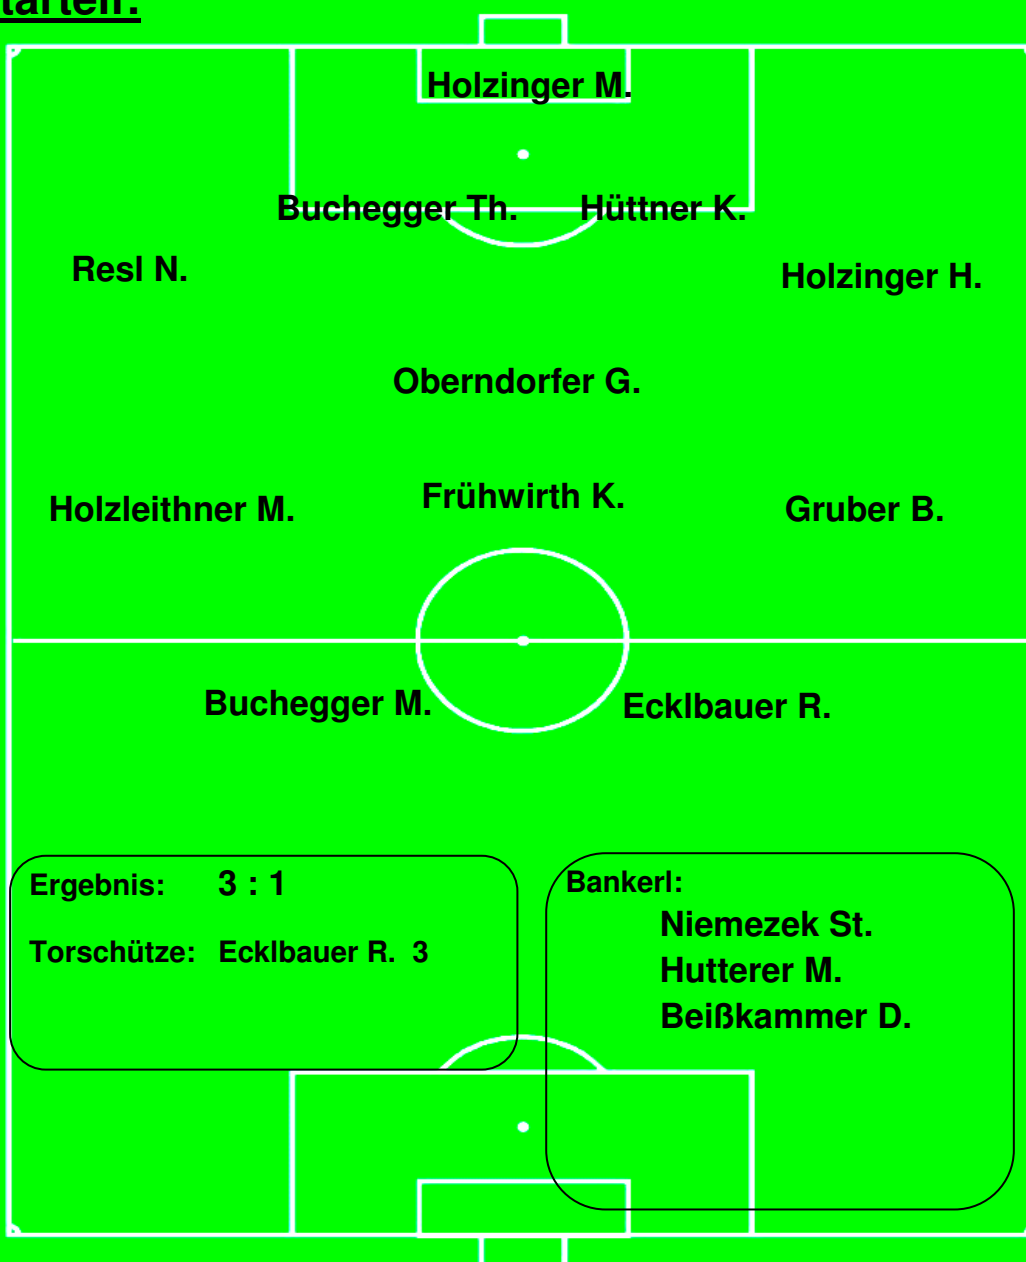 Holzinger M.
Buchegger Th. Hüttner K.
Resl N. Holzinger H.
Oberndorfer G.
Frühwirth K.
Holzleithner M. Gruber B.
Buchegger M. Ecklbauer R.
Ergebnis: 3 : 1
Torschütze: Ecklbauer R. 3
Bankerl:
Niemezek St.
Hutterer M.
Beißkammer D.